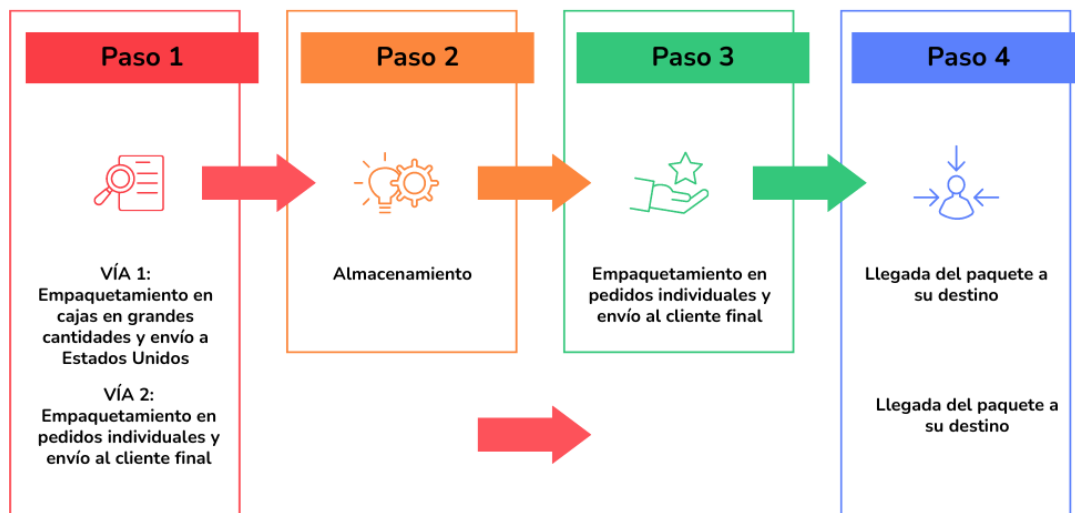 Paso 1
Paso 2
Paso 3
Paso 4
VÍA 1:
Empaquetamiento en
cajas en grandes
cantidades y envío a
Estados Unidos
Almacenamiento
Empaquetamiento en
pedidos individuales y
envío al cliente final
Llegada del paquete a
su destino
VÍA 2:
Empaquetamiento en
pedidos individuales y
envío al cliente final
Llegada del paquete a
su destino